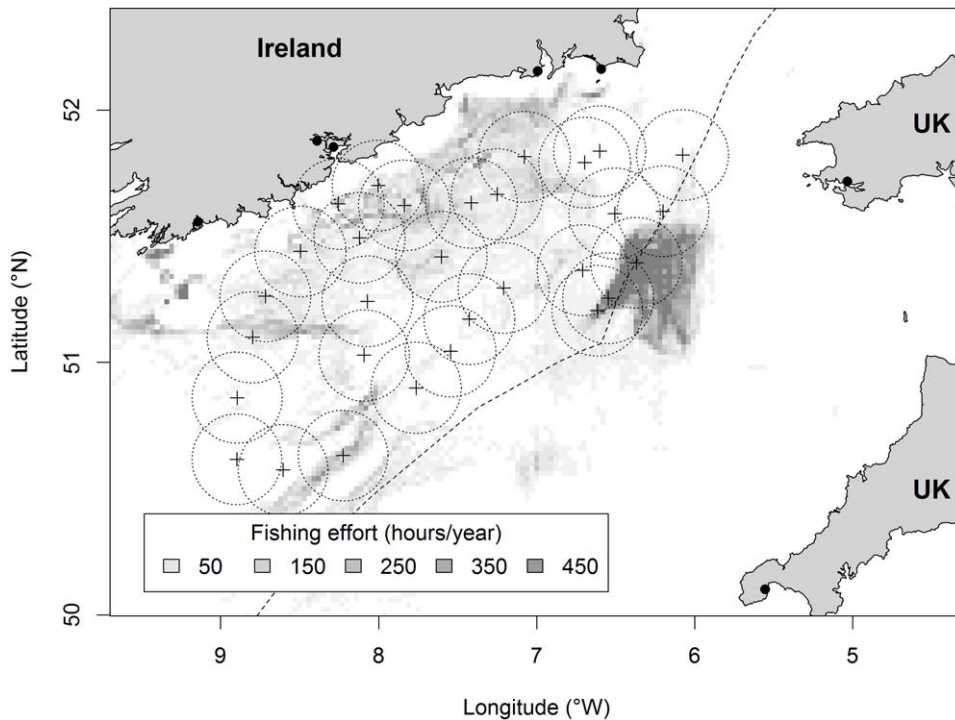 Ireland
UK
UK
52
51
50
Latitude (°N)
Fishing effort (hours/year)
50 150 250 350 450
9 8 7 6 5
Longitude (°W)